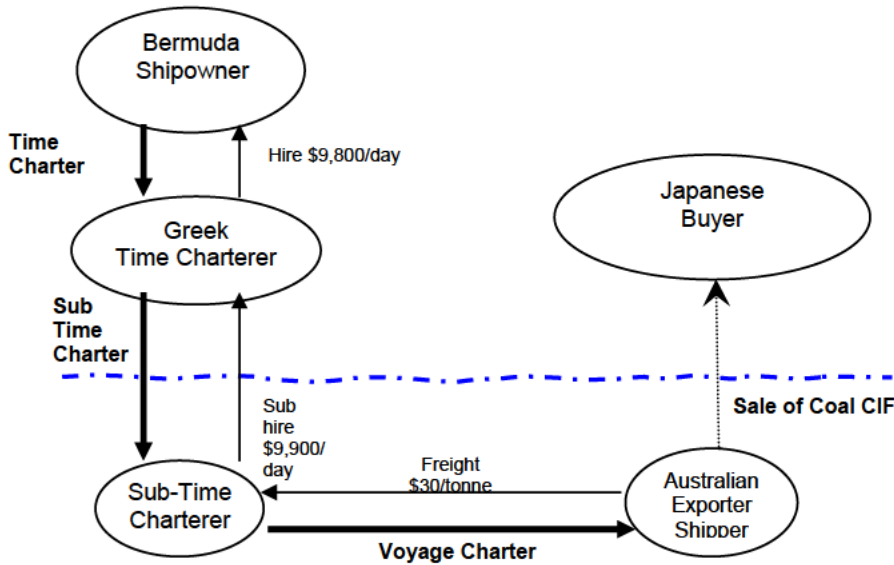 Bermuda
Shipowner
Time
Charter
Hire $9,800/day
Greek
Time Charterer
Japanese
Buyer
Sub
Time
Charter
Sub
hire
$9,900/
day
Sale of Coal CIF
Sub-Time
Charterer
Freight
$30/tonne
Australian
Exporter
Shipper
Voyage Charter